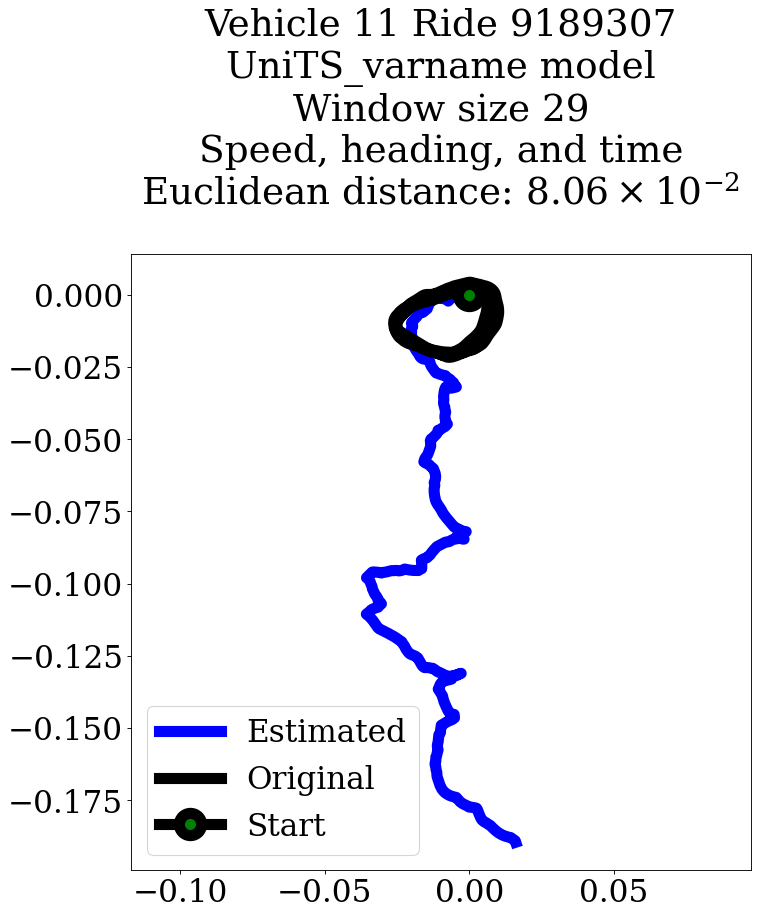 Vehicle 11 Ride 9189307
UniTS_varname model
Window size 29
Speed, heading, and time
Euclidean distance: 8.06 × 10⁻²
0.000
−0.025
−0.050
−0.075
−0.100
−0.125
−0.150
−0.175
Estimated
Original
Start
−0.10 −0.05 0.00 0.05